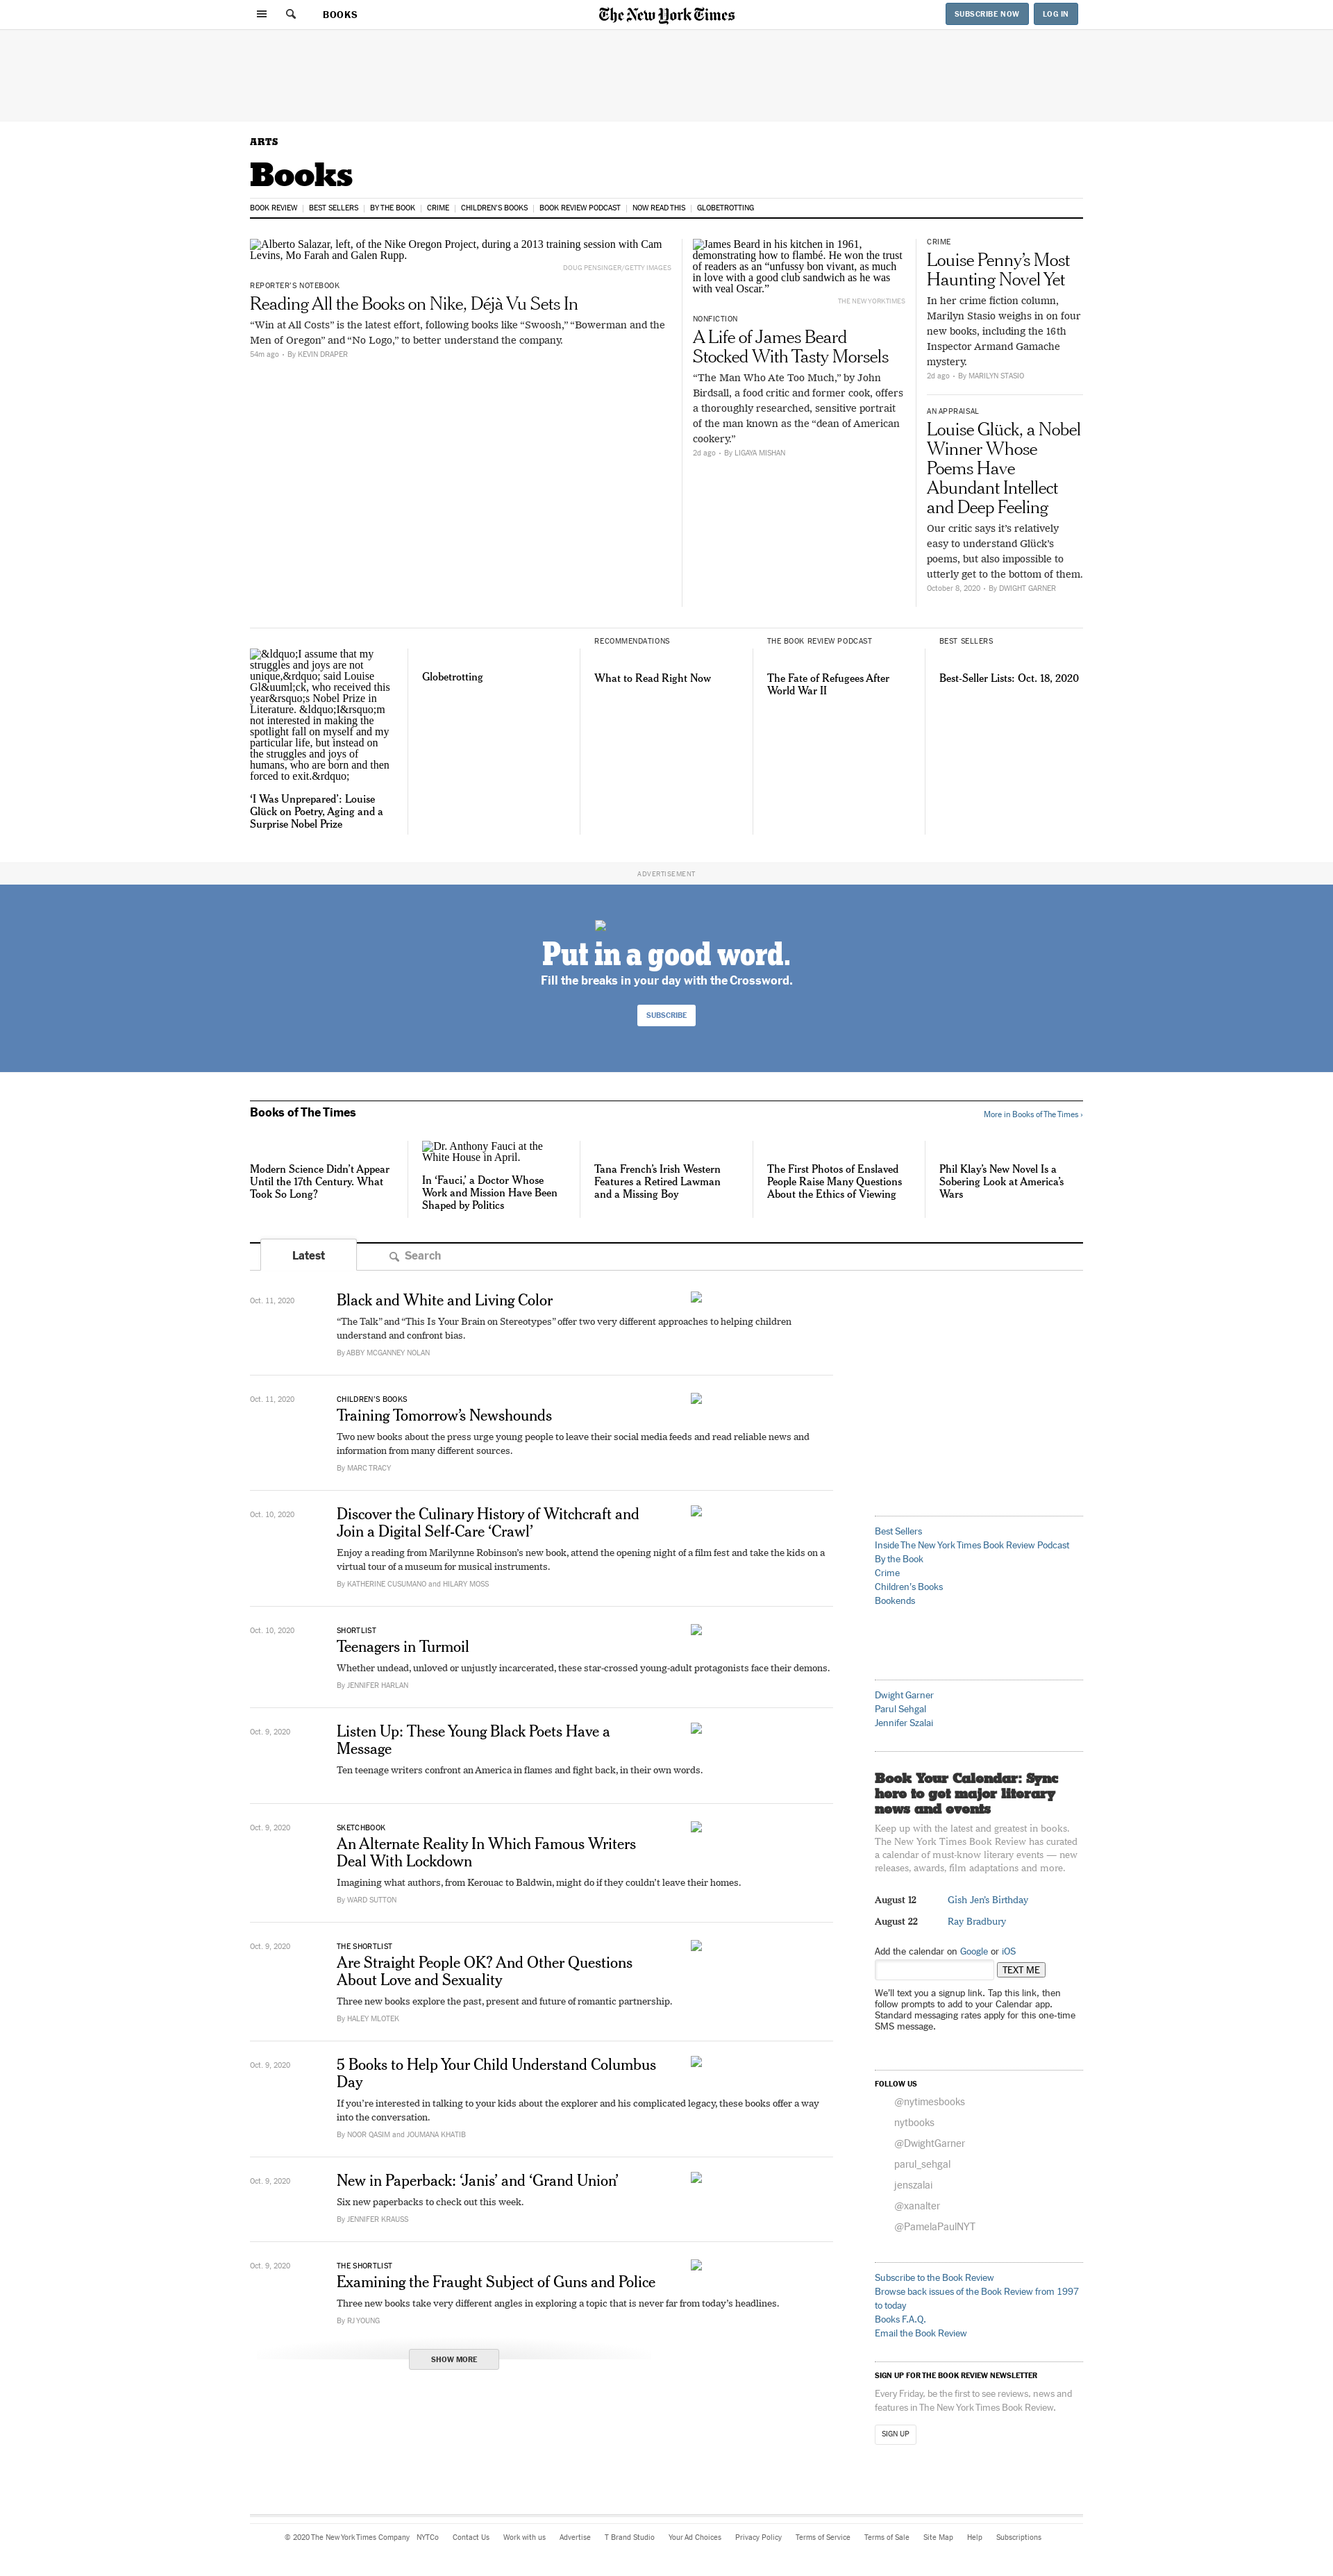 BOOKS
The New York Times
SUBSCRIBE NOW
LOG IN
ARTS
Books
BOOK REVIEW
BEST SELLERS
BY THE BOOK
CRIME
CHILDREN'S BOOKS
BOOK REVIEW PODCAST
NOW READ THIS
GLOBETROTTING
Alberto Salazar, left, of the Nike Oregon Project, during a 2013 training session with Cam
Levins, Mo Farah and Galen Rupp.
DOUG PENSINGER/GETTY IMAGES
REPORTER'S NOTEBOOK
Reading All the Books on Nike, Déjà Vu Sets In
“Win at All Costs” is the latest effort, following books like “Swoosh,” “Bowerman and the
Men of Oregon” and “No Logo,” to better understand the company.
54m ago • By KEVIN DRAPER
James Beard in his kitchen in 1961,
demonstrating how to flambé. He won the trust
of readers as an “unfussy bon vivant, as much
in love with a good club sandwich as he was
with veal Oscar.”
THE NEW YORK TIMES
NONFICTION
A Life of James Beard
Stocked With Tasty Morsels
“The Man Who Ate Too Much,” by John
Birdsall, a food critic and former cook, offers
a thoroughly researched, sensitive portrait
of the man known as the “dean of American
cookery.”
2d ago • By LIGAYA MISHAN
CRIME
Louise Penny’s Most
Haunting Novel Yet
In her crime fiction column,
Marilyn Stasio weighs in on four
new books, including the 16th
Inspector Armand Gamache
mystery.
2d ago • By MARILYN STASIO
AN APPRAISAL
Louise Glück, a Nobel
Winner Whose
Poems Have
Abundant Intellect
and Deep Feeling
Our critic says it’s relatively
easy to understand Glück’s
poems, but also impossible to
utterly get to the bottom of them.
October 8, 2020 • By DWIGHT GARNER
&ldquo;I assume that my
struggles and joys are not
unique,&rdquo; said Louise
Gl&uuml;ck, who received this
year&rsquo;s Nobel Prize in
Literature. &ldquo;I&rsquo;m
not interested in making the
spotlight fall on myself and my
particular life, but instead on
the struggles and joys of
humans, who are born and then
forced to exit.&rdquo;
‘I Was Unprepared’: Louise
Glück on Poetry, Aging and a
Surprise Nobel Prize
Globetrotting
RECOMMENDATIONS
What to Read Right Now
THE BOOK REVIEW PODCAST
The Fate of Refugees After
World War II
BEST SELLERS
Best-Seller Lists: Oct. 18, 2020
ADVERTISEMENT
Put in a good word.
Fill the breaks in your day with the Crossword.
SUBSCRIBE
Books of The Times
More in Books of The Times ›
Modern Science Didn’t Appear
Until the 17th Century. What
Took So Long?
Dr. Anthony Fauci at the
White House in April.
In ‘Fauci,’ a Doctor Whose
Work and Mission Have Been
Shaped by Politics
Tana French’s Irish Western
Features a Retired Lawman
and a Missing Boy
The First Photos of Enslaved
People Raise Many Questions
About the Ethics of Viewing
Phil Klay’s New Novel Is a
Sobering Look at America’s
Wars
Latest
Search
Oct. 11, 2020
Black and White and Living Color
“The Talk” and “This Is Your Brain on Stereotypes” offer two very different approaches to helping children
understand and confront bias.
By ABBY MCGANNEY NOLAN
Oct. 11, 2020
CHILDREN’S BOOKS
Training Tomorrow’s Newshounds
Two new books about the press urge young people to leave their social media feeds and read reliable news and
information from many different sources.
By MARC TRACY
Oct. 10, 2020
Discover the Culinary History of Witchcraft and
Join a Digital Self-Care ‘Crawl’
Enjoy a reading from Marilynne Robinson’s new book, attend the opening night of a film fest and take the kids on a
virtual tour of a museum for musical instruments.
By KATHERINE CUSUMANO and HILARY MOSS
Oct. 10, 2020
SHORTLIST
Teenagers in Turmoil
Whether undead, unloved or unjustly incarcerated, these star-crossed young-adult protagonists face their demons.
By JENNIFER HARLAN
Oct. 9, 2020
Listen Up: These Young Black Poets Have a
Message
Ten teenage writers confront an America in flames and fight back, in their own words.
Oct. 9, 2020
SKETCHBOOK
An Alternate Reality In Which Famous Writers
Deal With Lockdown
Imagining what authors, from Kerouac to Baldwin, might do if they couldn’t leave their homes.
By WARD SUTTON
Oct. 9, 2020
THE SHORTLIST
Are Straight People OK? And Other Questions
About Love and Sexuality
Three new books explore the past, present and future of romantic partnership.
By HALEY MLOTEK
Oct. 9, 2020
5 Books to Help Your Child Understand Columbus
Day
If you’re interested in talking to your kids about the explorer and his complicated legacy, these books offer a way
into the conversation.
By NOOR QASIM and JOUMANA KHATIB
Oct. 9, 2020
New in Paperback: ‘Janis’ and ‘Grand Union’
Six new paperbacks to check out this week.
By JENNIFER KRAUSS
Oct. 9, 2020
THE SHORTLIST
Examining the Fraught Subject of Guns and Police
Three new books take very different angles in exploring a topic that is never far from today’s headlines.
By RJ YOUNG
SHOW MORE
Best Sellers
Inside The New York Times Book Review Podcast
By the Book
Crime
Children's Books
Bookends
Dwight Garner
Parul Sehgal
Jennifer Szalai
Book Your Calendar: Sync
here to get major literary
news and events
Keep up with the latest and greatest in books.
The New York Times Book Review has curated
a calendar of must-know literary events — new
releases, awards, film adaptations and more.
August 12 Gish Jen's Birthday
August 22 Ray Bradbury
Add the calendar on Google or iOS
TEXT ME
We'll text you a signup link. Tap this link, then
follow prompts to add to your Calendar app.
Standard messaging rates apply for this one-time
SMS message.
FOLLOW US
@nytimesbooks
nytbooks
@DwightGarner
parul_sehgal
jenszalai
@xanalter
@PamelaPaulNYT
Subscribe to the Book Review
Browse back issues of the Book Review from 1997
to today
Books F.A.Q.
Email the Book Review
SIGN UP FOR THE BOOK REVIEW NEWSLETTER
Every Friday, be the first to see reviews, news and
features in The New York Times Book Review.
SIGN UP
© 2020 The New York Times Company NYTCo Contact Us Work with us Advertise T Brand Studio Your Ad Choices Privacy Policy Terms of Service Terms of Sale Site Map Help Subscriptions